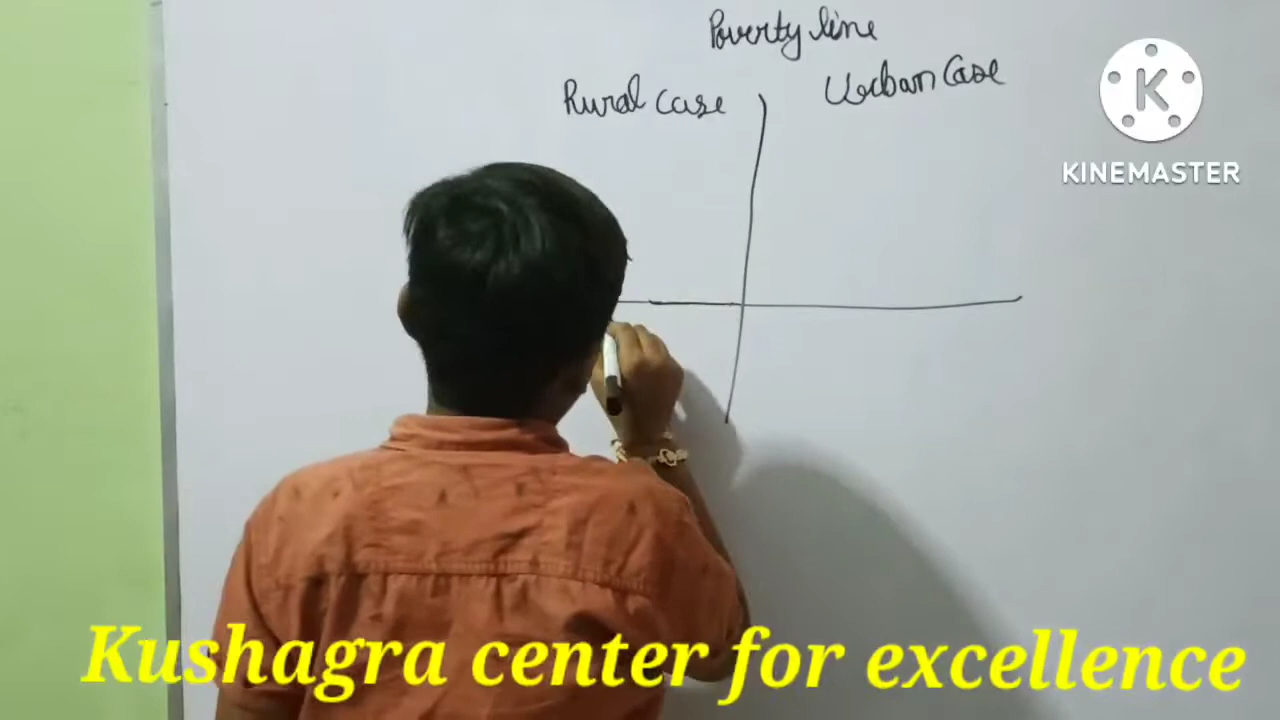 Poverty line
Rural case
Urban Case
K
KINEMASTER
Kushagra center for excellence